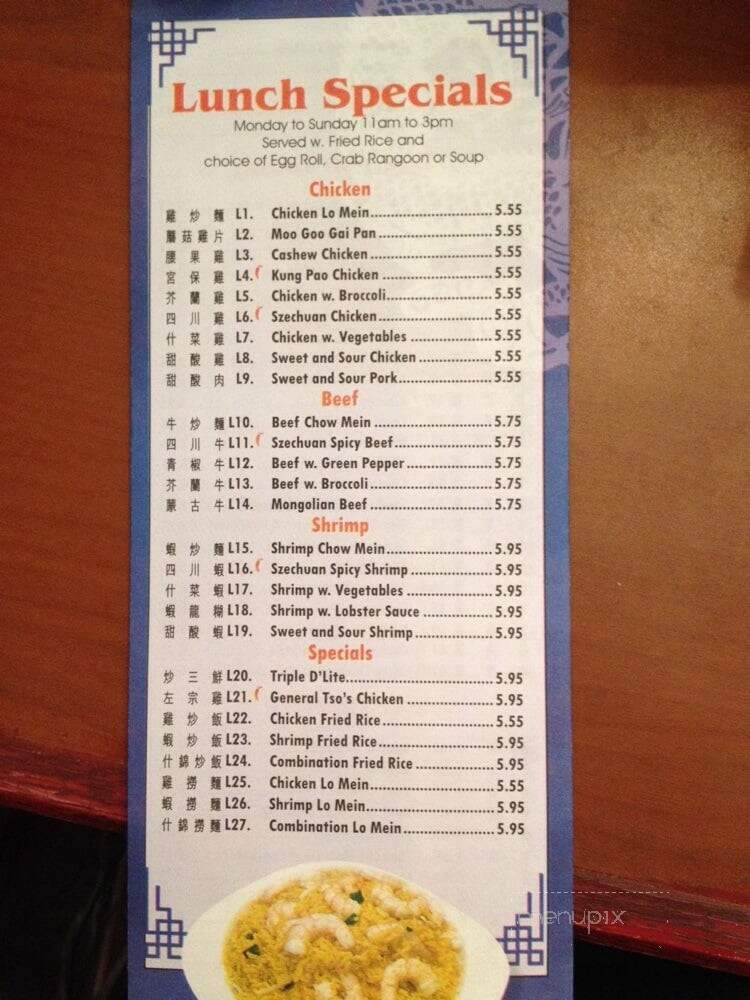 Lunch Specials
Monday to Sunday 11am to 3pm
Served w. Fried Rice and
choice of Egg Roll, Crab Rangoon or Soup
Chicken
雞炒麵 L1. Chicken Lo Mein 5.55
蘑菇雞片 L2. Moo Goo Gai Pan 5.55
腰果雞 L3. Cashew Chicken 5.55
宮保雞 L4. Kung Pao Chicken 5.55
芥蘭雞 L5. Chicken w. Broccoli 5.55
四川雞 L6. Szechuan Chicken 5.55
什菜雞 L7. Chicken w. Vegetables 5.55
甜酸雞 L8. Sweet and Sour Chicken 5.55
甜酸肉 L9. Sweet and Sour Pork 5.55
Beef
牛炒麵 L10. Beef Chow Mein 5.75
四川牛 L11. Szechuan Spicy Beef 5.75
青椒牛 L12. Beef w. Green Pepper 5.75
芥蘭牛 L13. Beef w. Broccoli 5.75
蒙古牛 L14. Mongolian Beef 5.75
Shrimp
蝦炒麵 L15. Shrimp Chow Mein 5.95
四川蝦 L16. Szechuan Spicy Shrimp 5.95
什菜蝦 L17. Shrimp w. Vegetables 5.95
蝦龍糊 L18. Shrimp w. Lobster Sauce 5.95
甜酸蝦 L19. Sweet and Sour Shrimp 5.95
Specials
炒三鮮 L20. Triple D'Lite 5.95
左宗雞 L21. General Tso's Chicken 5.95
雞炒飯 L22. Chicken Fried Rice 5.55
蝦炒飯 L23. Shrimp Fried Rice 5.95
什錦炒飯 L24. Combination Fried Rice 5.95
雞撈麵 L25. Chicken Lo Mein 5.55
蝦撈麵 L26. Shrimp Lo Mein 5.95
什錦撈麵 L27. Combination Lo Mein 5.95
menupix